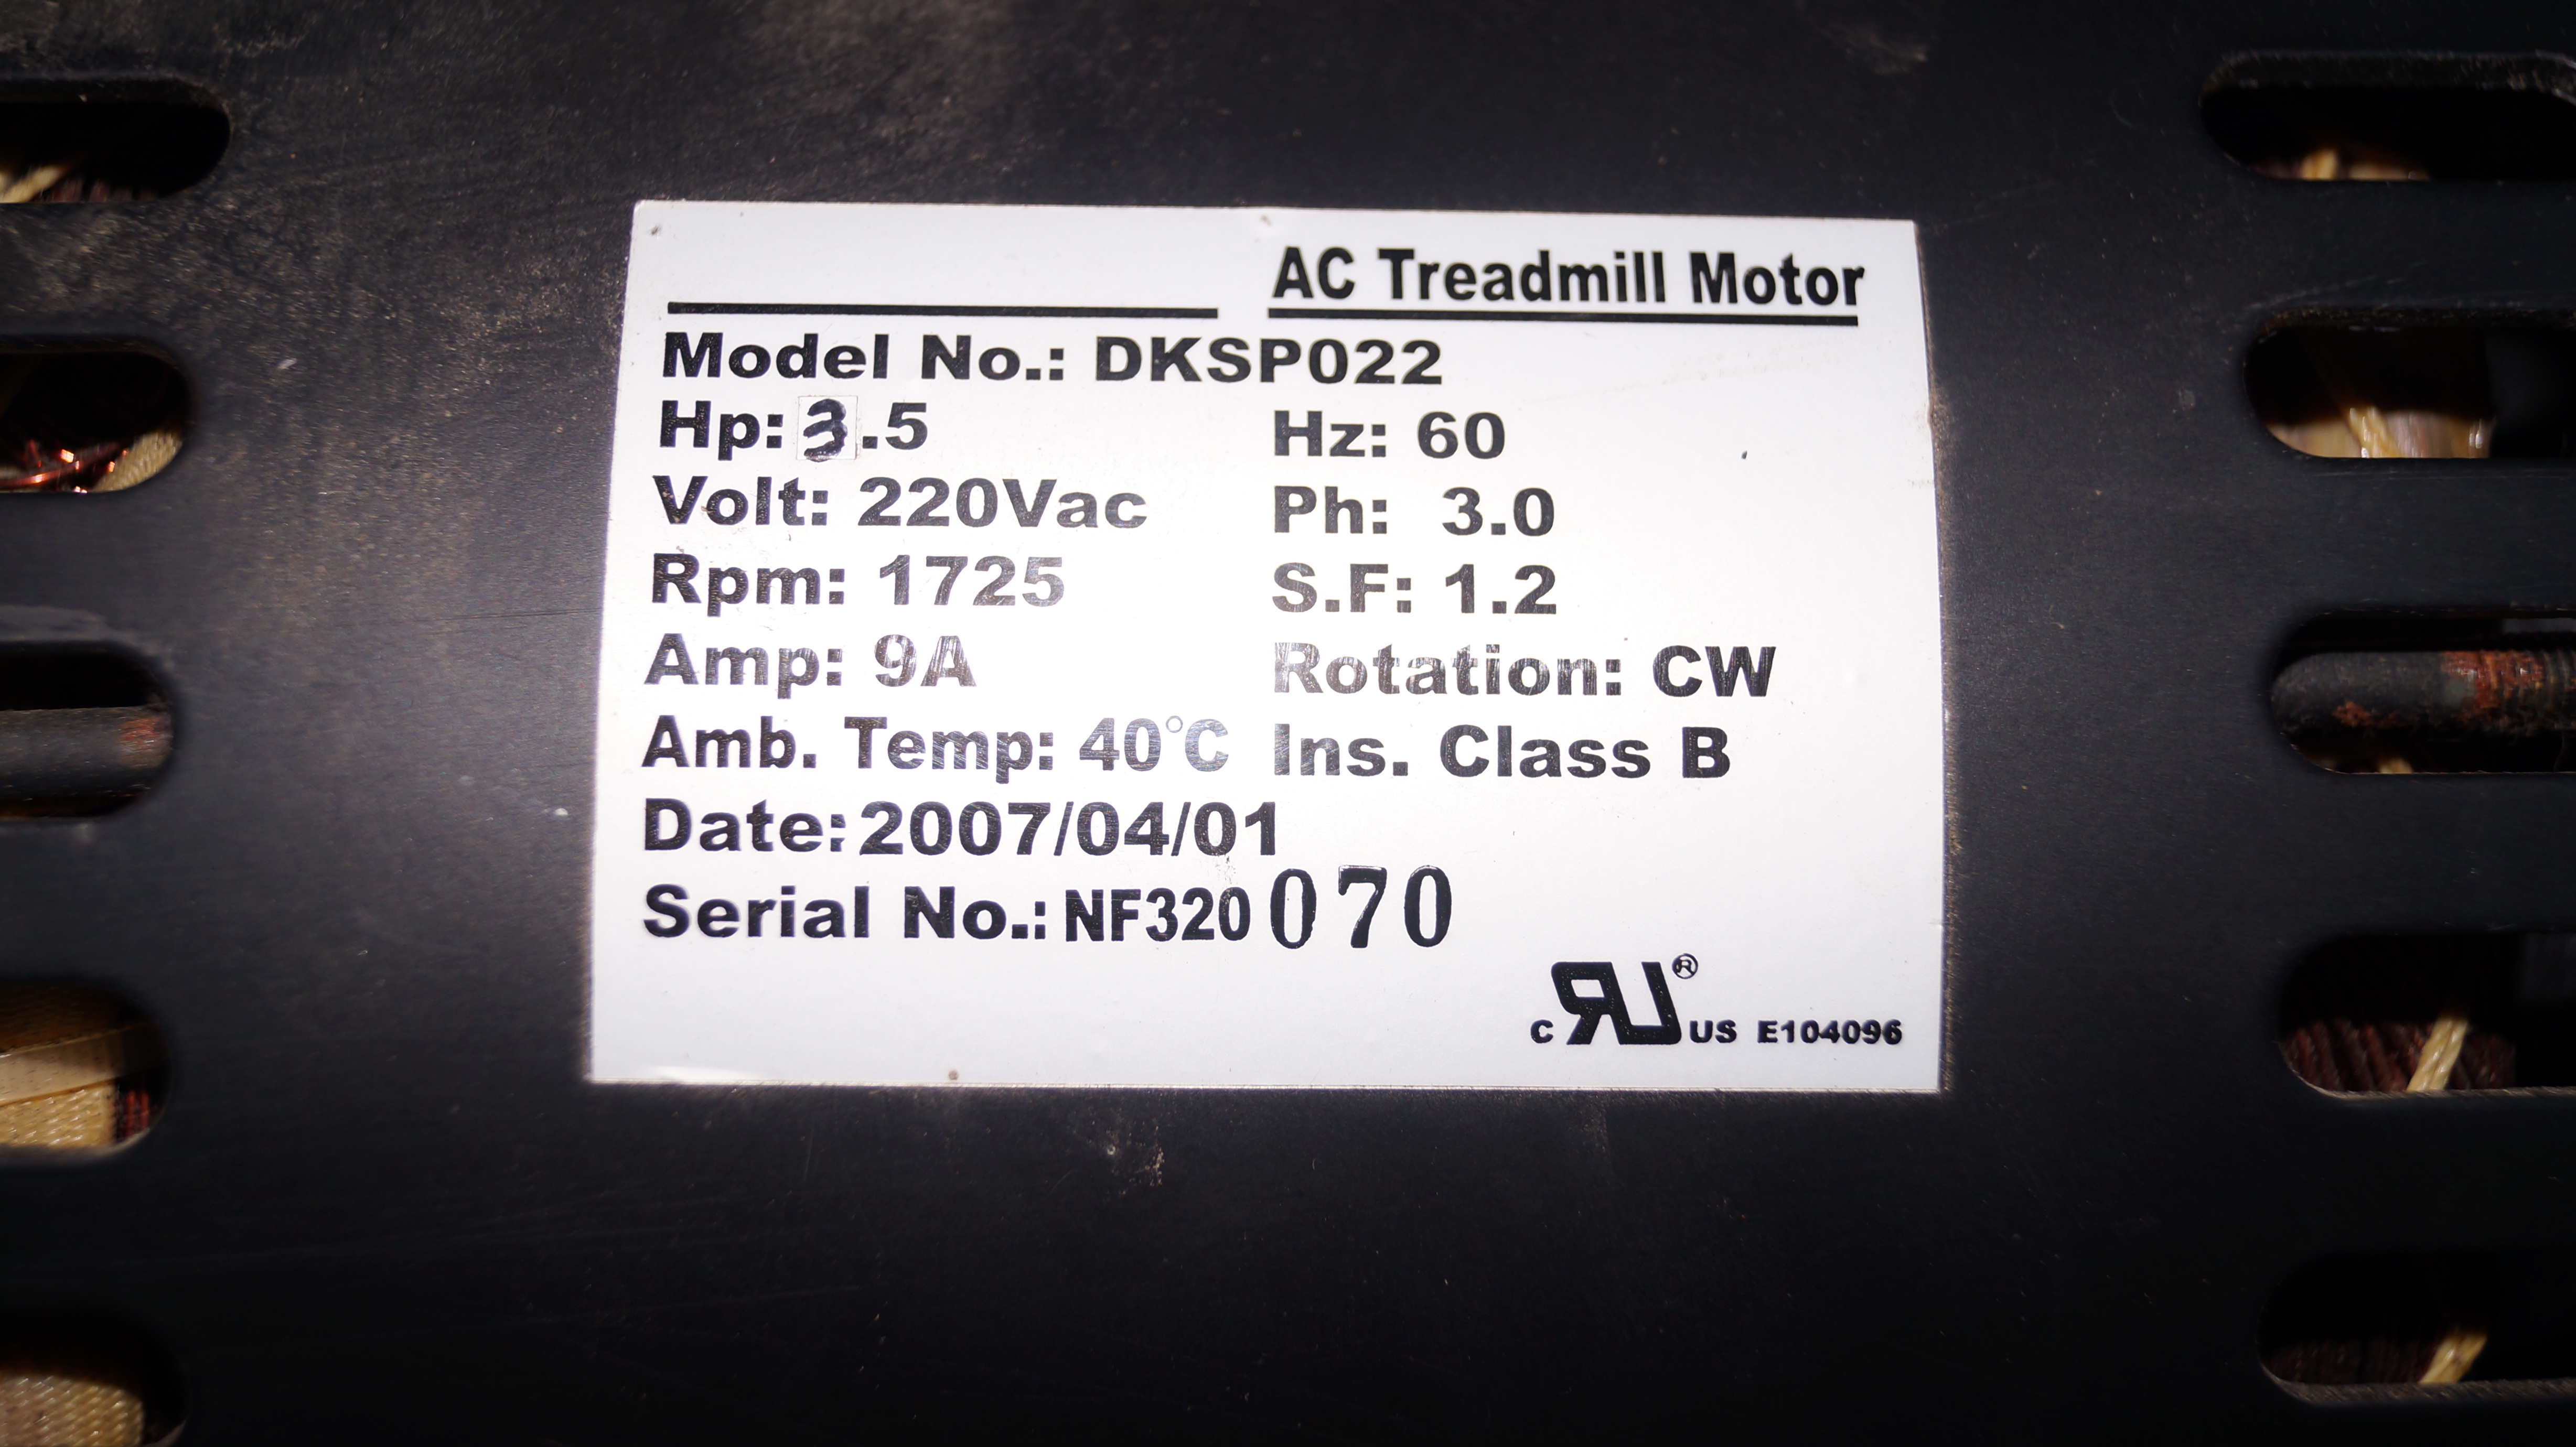 AC Treadmill Motor
Model No.: DKSP022
Hp: 3.5 Hz: 60
Volt: 220Vac Ph: 3.0
Rpm: 1725 S.F: 1.2
Amp: 9A Rotation: CW
Amb. Temp: 40°C Ins. Class B
Date: 2007/04/01
Serial No.: NF320 070
c RU® US E104096